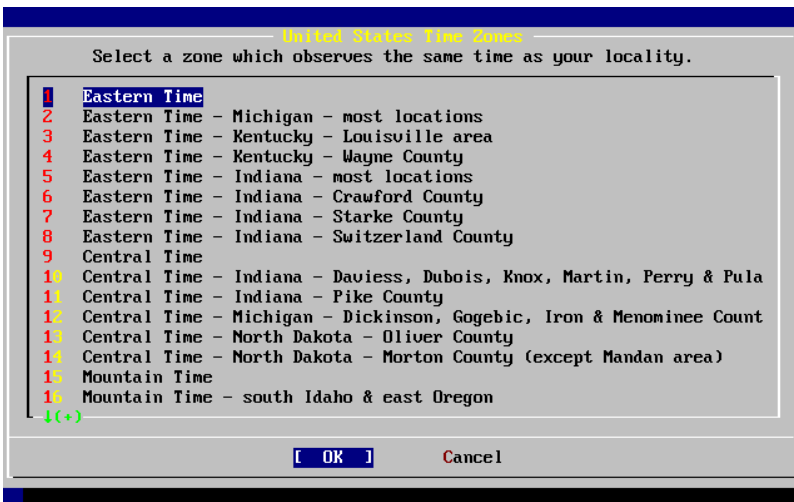 United States Time Zones
Select a zone which observes the same time as your locality.
1 Eastern Time
2 Eastern Time - Michigan - most locations
3 Eastern Time - Kentucky - Louisville area
4 Eastern Time - Kentucky - Wayne County
5 Eastern Time - Indiana - most locations
6 Eastern Time - Indiana - Crawford County
7 Eastern Time - Indiana - Starke County
8 Eastern Time - Indiana - Switzerland County
9 Central Time
10 Central Time - Indiana - Daviess, Dubois, Knox, Martin, Perry & Pula
11 Central Time - Indiana - Pike County
12 Central Time - Michigan - Dickinson, Gogebic, Iron & Menominee Count
13 Central Time - North Dakota - Oliver County
14 Central Time - North Dakota - Morton County (except Mandan area)
15 Mountain Time
16 Mountain Time - south Idaho & east Oregon
↓(+)
[ OK ] Cancel